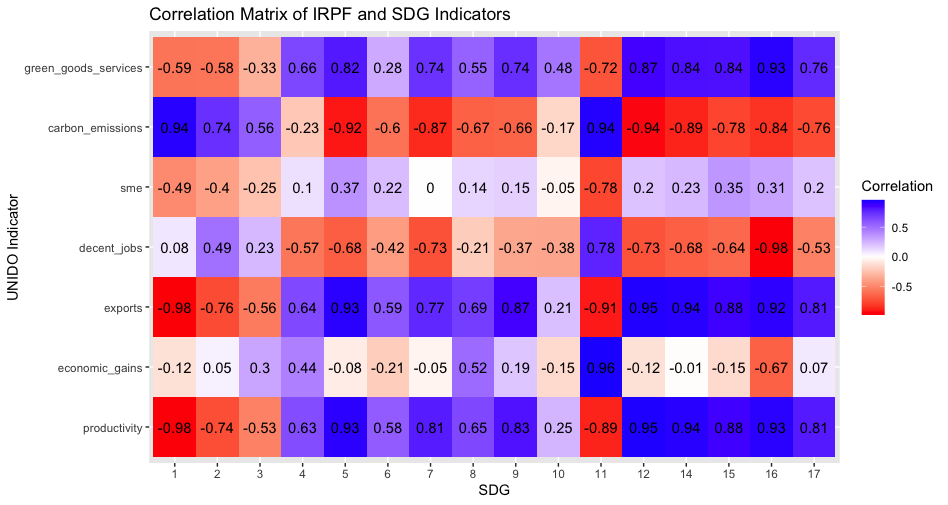 Correlation Matrix of IRPF and SDG Indicators
UNIDO Indicator
green_goods_services -0.59 -0.58 -0.33 0.66 0.82 0.28 0.74 0.55 0.74 0.48 -0.72 0.87 0.84 0.84 0.93 0.76
carbon_emissions 0.94 0.74 0.56 -0.23 -0.92 -0.6 -0.87 -0.67 -0.66 -0.17 0.94 -0.94 -0.89 -0.78 -0.84 -0.76
sme -0.49 -0.4 -0.25 0.1 0.37 0.22 0 0.14 0.15 -0.05 -0.78 0.2 0.23 0.35 0.31 0.2
decent_jobs 0.08 0.49 0.23 -0.57 -0.68 -0.42 -0.73 -0.21 -0.37 -0.38 0.78 -0.73 -0.68 -0.64 -0.98 -0.53
exports -0.98 -0.76 -0.56 0.64 0.93 0.59 0.77 0.69 0.87 0.21 -0.91 0.95 0.94 0.88 0.92 0.81
economic_gains -0.12 0.05 0.3 0.44 -0.08 -0.21 -0.05 0.52 0.19 -0.15 0.96 -0.12 -0.01 -0.15 -0.67 0.07
productivity -0.98 -0.74 -0.53 0.63 0.93 0.58 0.81 0.65 0.83 0.25 -0.89 0.95 0.94 0.88 0.93 0.81
1 2 3 4 5 6 7 8 9 10 11 12 14 15 16 17
SDG
Correlation
0.5
0.0
-0.5